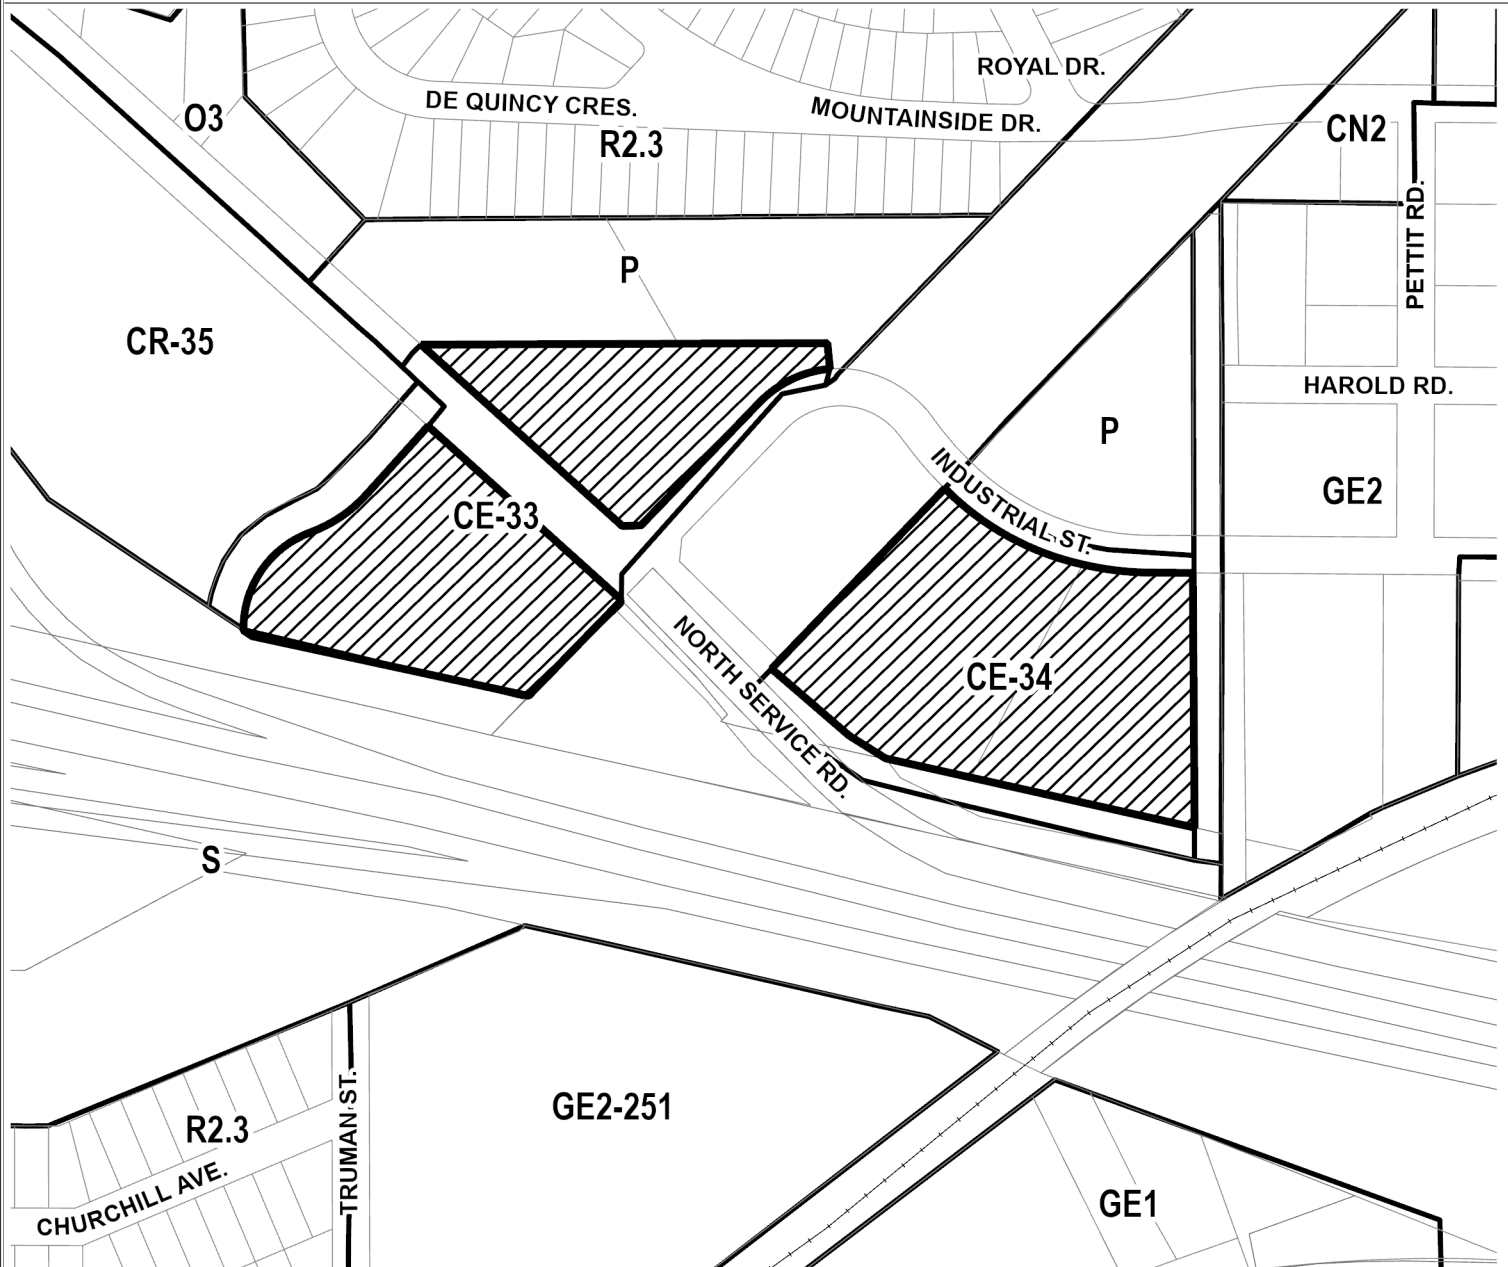 ROYAL DR.
DE QUINCY CRES.
MOUNTAINSIDE DR.
O3
R2.3
CN2
PETTIT RD.
P
CR-35
HAROLD RD.
P
INDUSTRIAL ST.
GE2
CE-33
NORTH SERVICE RD.
CE-34
S
GE2-251
R2.3
TRUMAN ST.
CHURCHILL AVE.
GE1